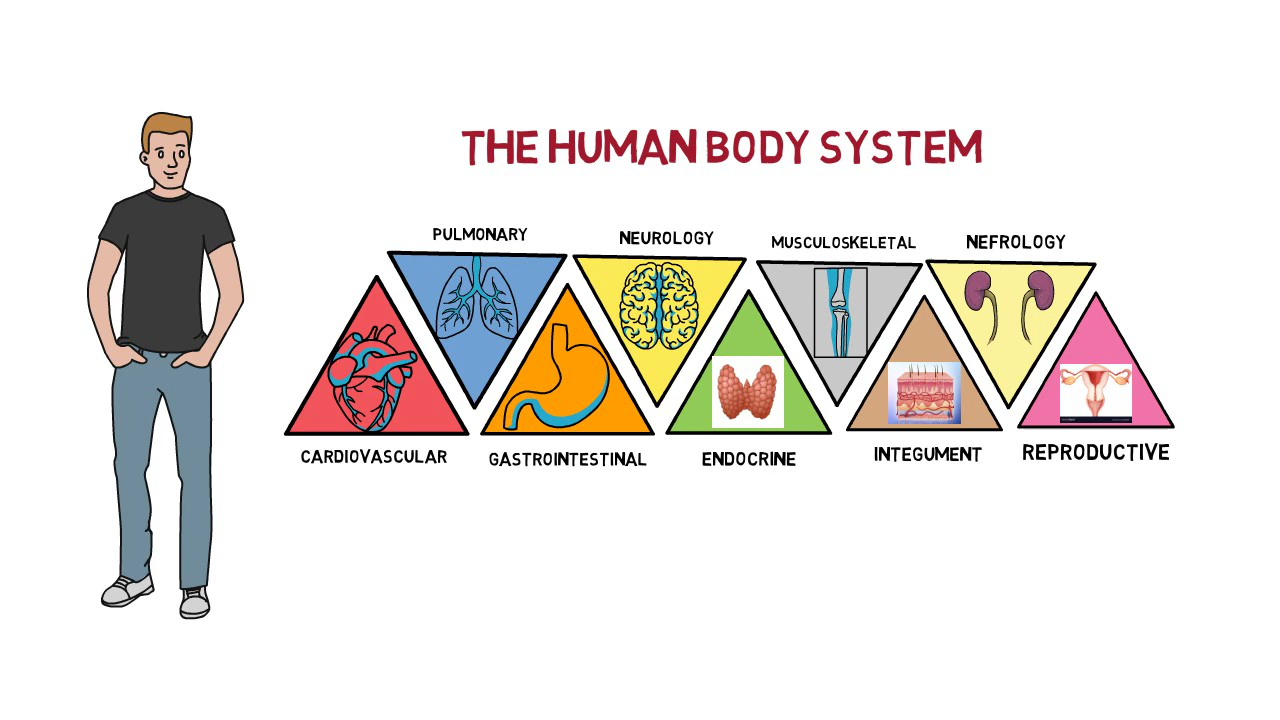 THE HUMAN BODY SYSTEM
PULMONARY
NEUROLOGY
MUSCULOSKELETAL
NEFROLOGY
CARDIOVASCULAR
GASTROINTESTINAL
ENDOCRINE
INTEGUMENT
REPRODUCTIVE